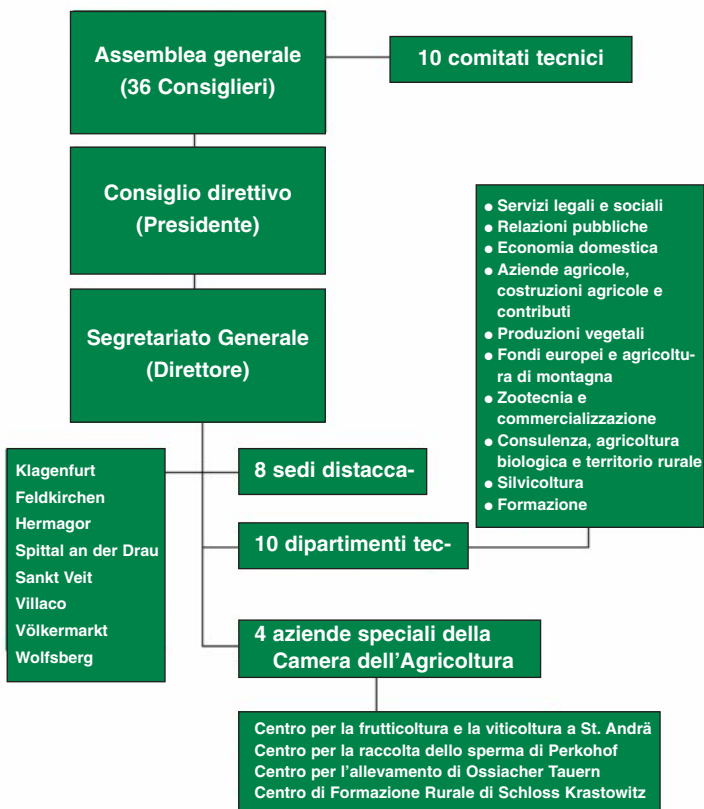 Assemblea generale
(36 Consiglieri)
10 comitati tecnici
Consiglio direttivo
(Presidente)
Segretariato Generale
(Direttore)
● Servizi legali e sociali
● Relazioni pubbliche
● Economia domestica
● Aziende agricole,
costruzioni agricole e
contributi
● Produzioni vegetali
● Fondi europei e agricoltu-
ra di montagna
● Zootecnia e
commercializzazione
● Consulenza, agricoltura
biologica e territorio rurale
● Silvicoltura
● Formazione
Klagenfurt
Feldkirchen
Hermagor
Spittal an der Drau
Sankt Veit
Villaco
Völkermarkt
Wolfsberg
8 sedi distacca-
10 dipartimenti tec-
4 aziende speciali della
Camera dell'Agricoltura
Centro per la frutticoltura e la viticoltura a St. Andrä
Centro per la raccolta dello sperma di Perkohof
Centro per l'allevamento di Ossiacher Tauern
Centro di Formazione Rurale di Schloss Krastowitz